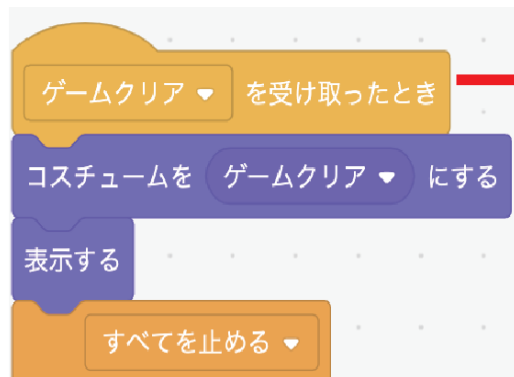 ゲームクリア を受け取ったとき
コスチュームを ゲームクリア にする
表示する
すべてを止める